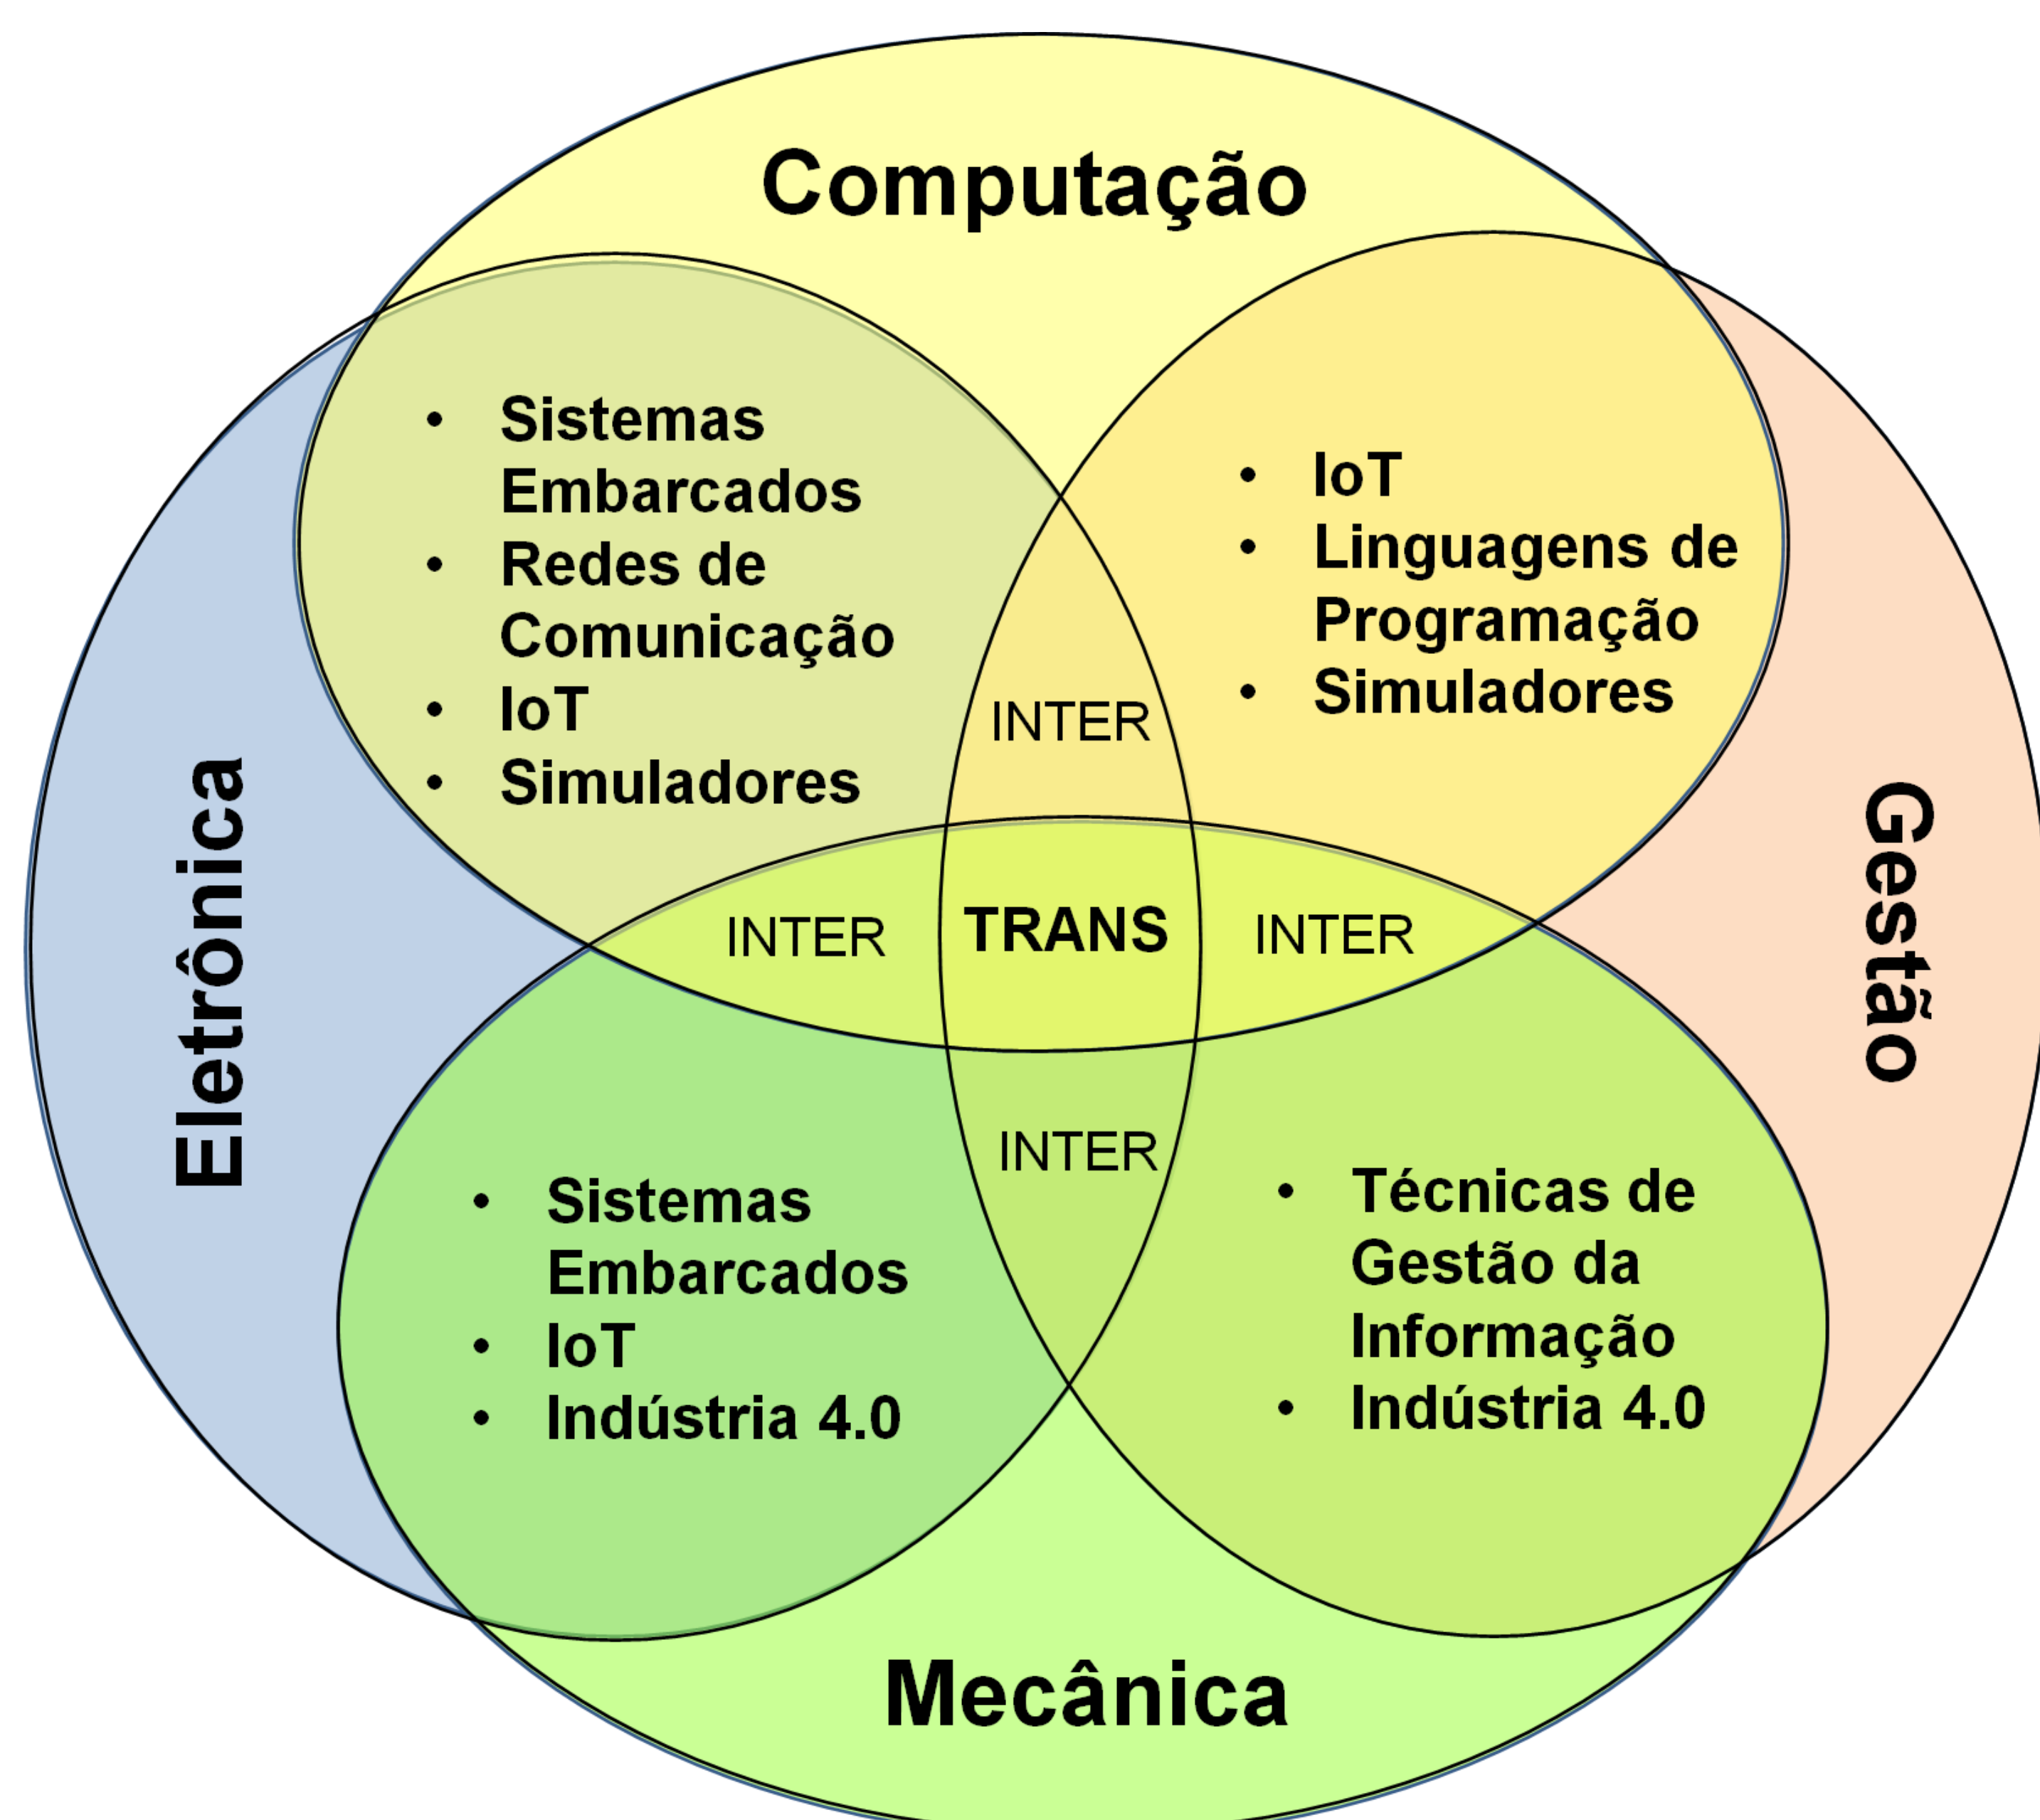 Computação
• Sistemas
Embarcados
• Redes de
Comunicação
• IoT
• Simuladores
• IoT
• Linguagens de
Programação
• Simuladores
INTER
Eletrônica
INTER
TRANS
INTER
Gestão
INTER
• Sistemas
Embarcados
• IoT
• Indústria 4.0
• Técnicas de
Gestão da
Informação
• Indústria 4.0
Mecânica